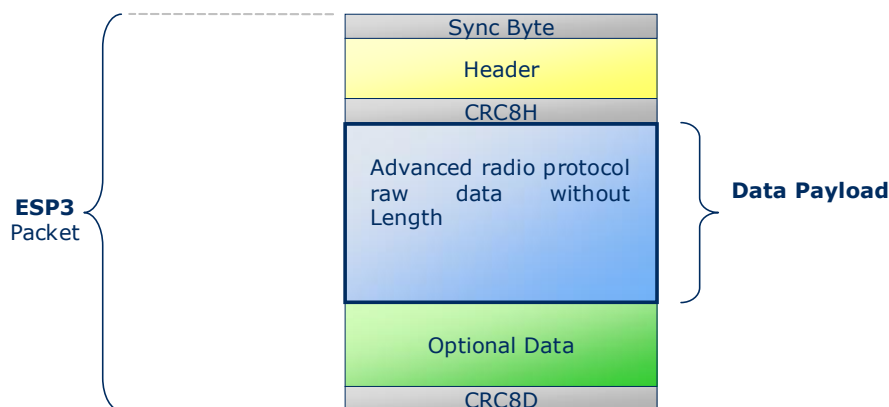 Sync Byte
Header
CRC8H
Advanced radio protocol
raw data without
Length
Data Payload
ESP3
Packet
Optional Data
CRC8D